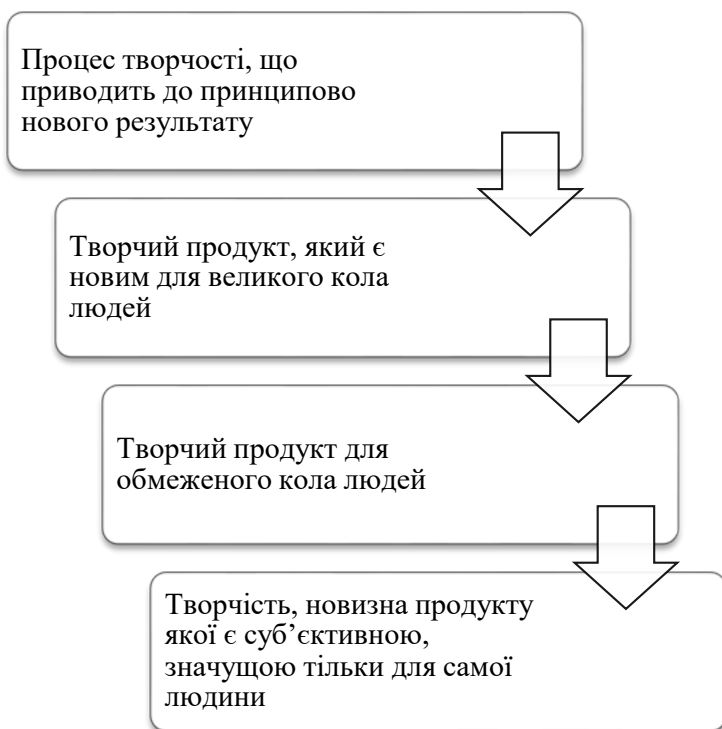 Процес творчості, що
приводить до принципово
нового результату
Творчий продукт, який є
новим для великого кола
людей
Творчий продукт для
обмеженого кола людей
Творчість, новизна продукту
якої є суб’єктивною,
значущою тільки для самої
людини